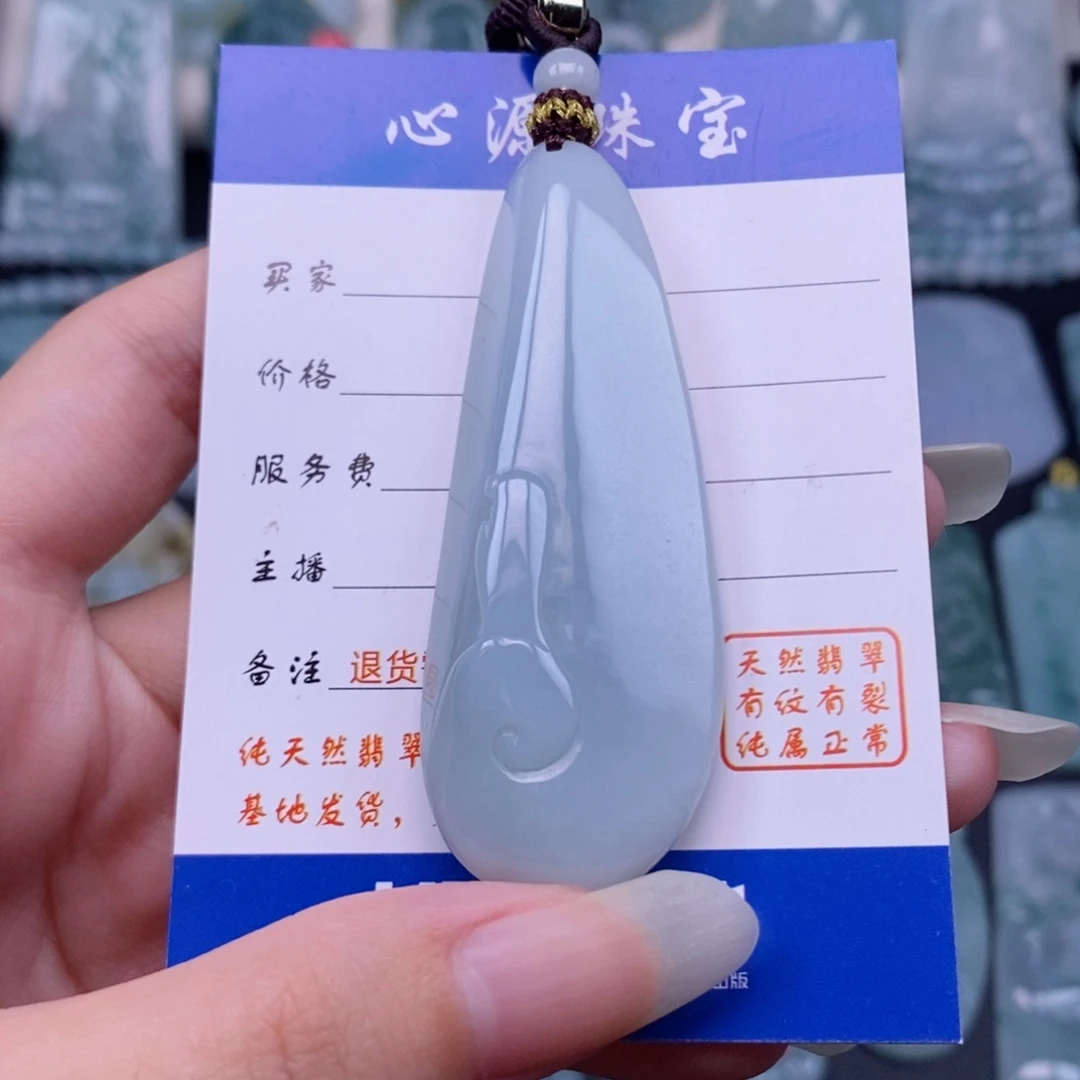 心源珠宝
买家
价格
服务费
主播
备注 退货
纯天然翡翠
基地发货，
天然翡翠
有纹有裂
纯属正常
出版